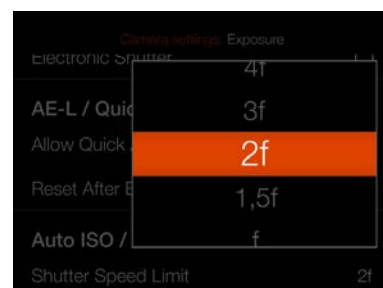 Camera settings: Exposure
Electronic Shutter
4f
AE-L / Quic
3f
Allow Quick
2f
Reset After E
1,5f
Auto ISO /
f
Shutter Speed Limit 2f